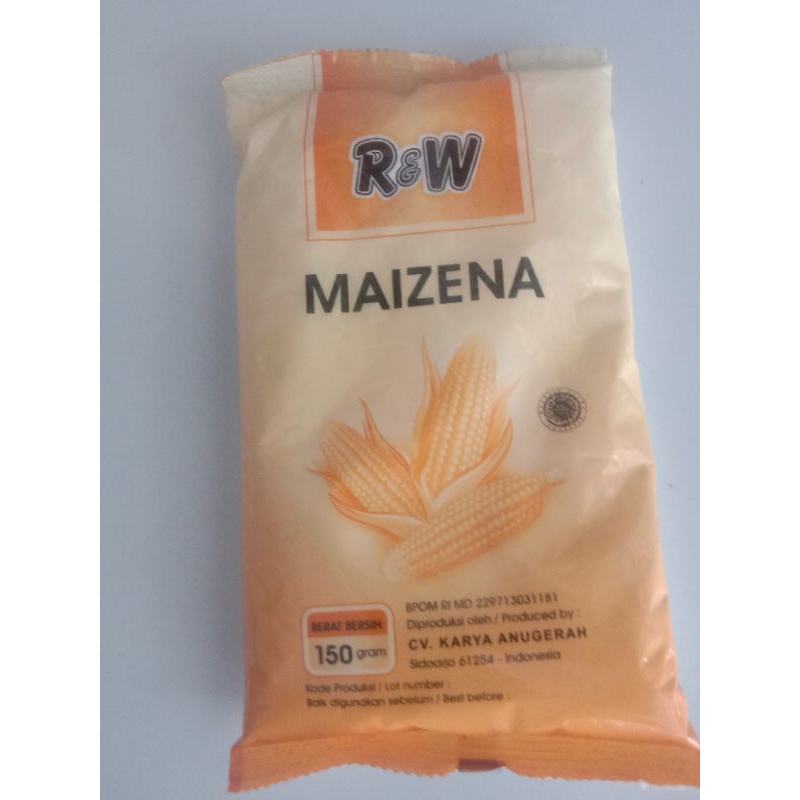 R&W
MAIZENA
BERAT BERSIH
150 gram
BPOM RI MD 229713031181
Diproduksi oleh / Produced by :
CV. KARYA ANUGERAH
Sidoarjo 61254 - Indonesia
Kode Produksi / Lot number :
Baik digunakan sebelum / Best before :